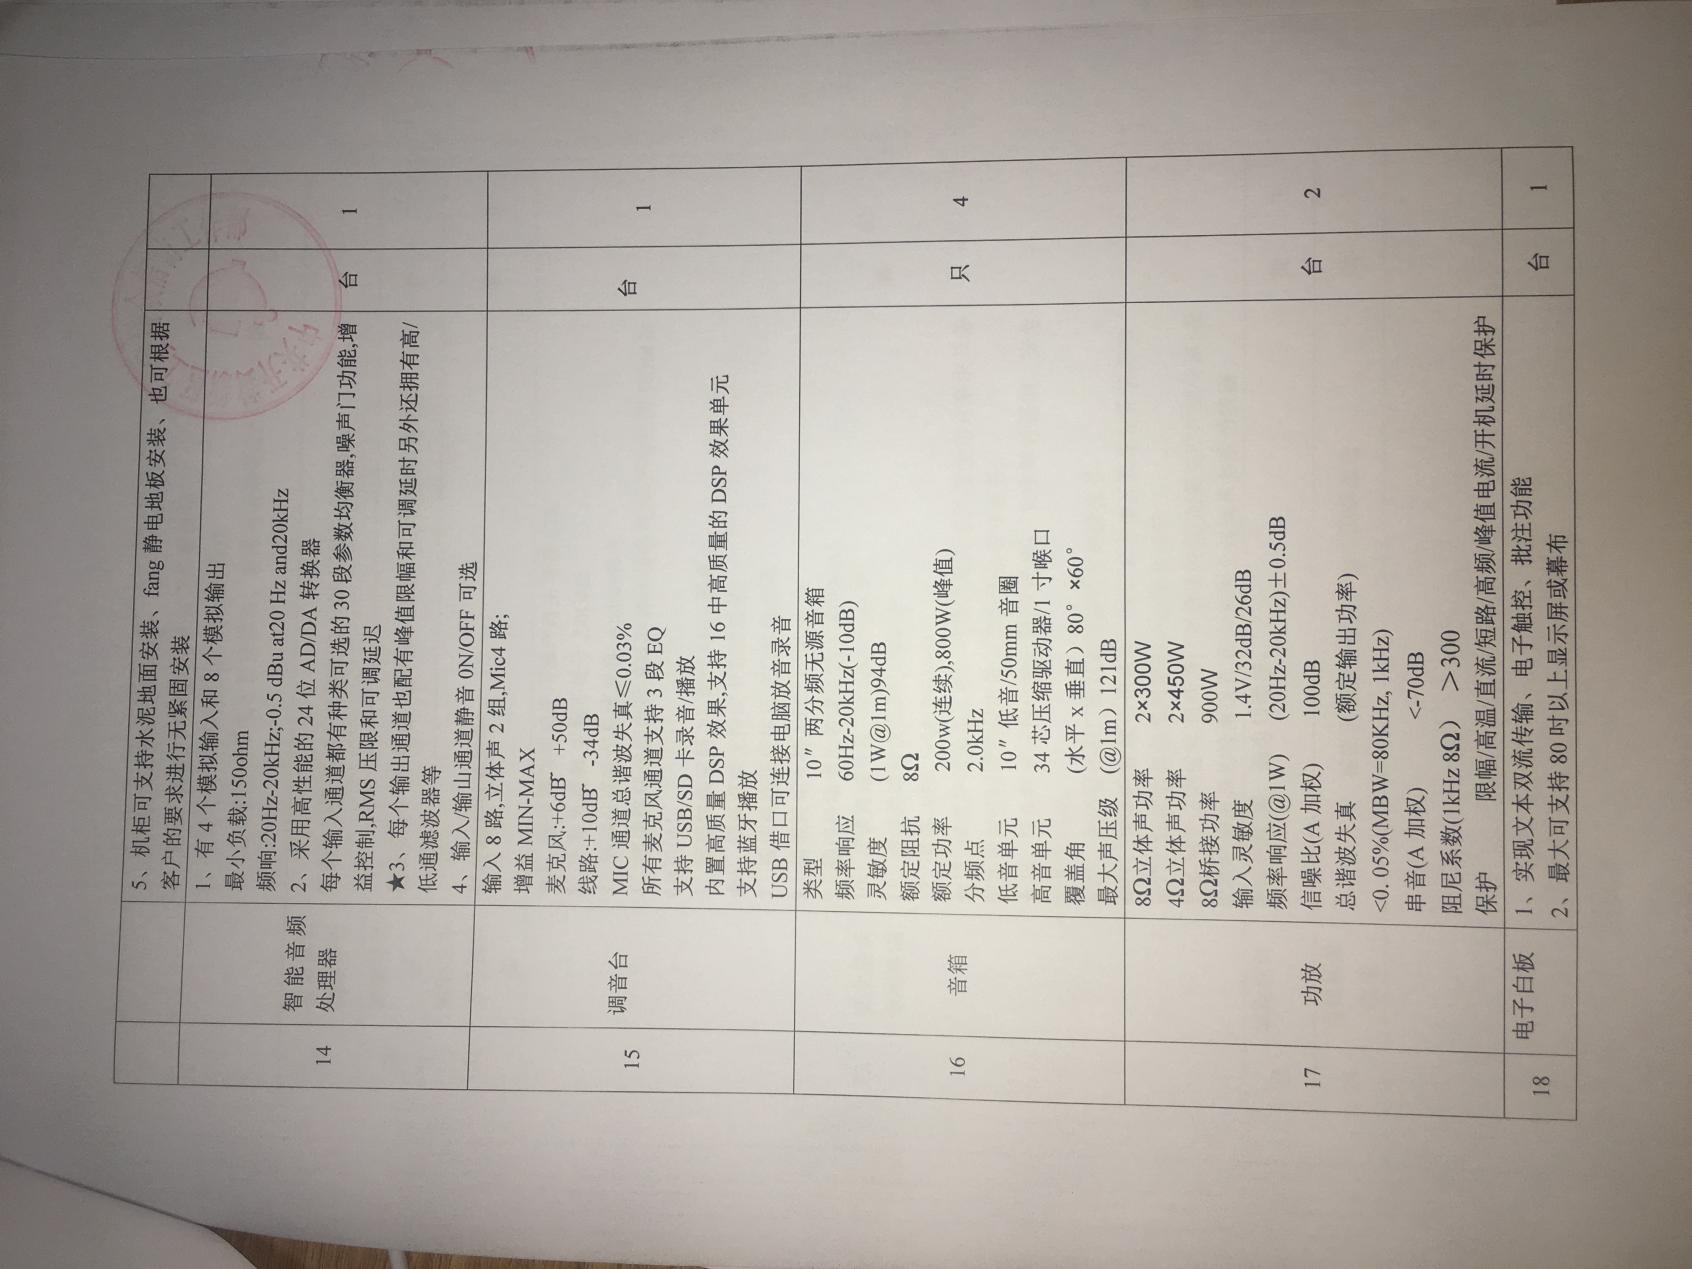 5、机柜可支持水泥地面安装、fang 静电地板安装、也可根据
客户的要求进行无紧固安装
14
智能音频
处理器
1、有 4 个模拟输入和 8 个模拟输出
最小负载:150ohm
频响:20Hz-20kHz;-0.5 dBu at20 Hz and20kHz
2、采用高性能的 24 位 AD/DA 转换器
每个输入通道都有种类可选的 30 段参数均衡器,噪声门功能,增
益控制,RMS 压限和可调延迟
★3、每个输出通道也配有峰值限幅和可调延时另外还拥有高/
低通滤波器等
4、输入/输山通道静音 0N/OFF 可选
台
1
15
调音台
输入 8 路,立体声 2 组,Mic4 路;
增益 MIN-MAX
麦克风:+6dB ̄ +50dB
线路:+10dB ̄ -34dB
MIC 通道总谐波失真≤0.03%
所有麦克风通道支持 3 段 EQ
支持 USB/SD 卡录音/播放
内置高质量 DSP 效果,支持 16 中高质量的 DSP 效果单元
支持蓝牙播放
USB 借口可连接电脑放音录音
台
1
16
音箱
类型 10″ 两分频无源音箱
频率响应 60Hz-20kHz(-10dB)
灵敏度 (1W@1m)94dB
额定阻抗 8Ω
额定功率 200w(连续),800W(峰值)
分频点 2.0kHz
低音单元 10″ 低音/50mm 音圈
高音单元 34 芯压缩驱动器/1 寸喉口
覆盖角 (水平 x 垂直）80° ×60°
最大声压级 (@1m）121dB
只
4
17
功放
8Ω立体声功率 2×300W
4Ω立体声功率 2×450W
8Ω桥接功率 900W
输入灵敏度 1.4V/32dB/26dB
频率响应(@1W) (20Hz-20kHz)±0.5dB
信噪比(A 加权) 100dB
总谐波失真 (额定输出功率)
<0.05%(MBW=80KHz, 1kHz)
串音(A 加权) <-70dB
阻尼系数(1kHz 8Ω） ＞300
保护 限幅/高温/直流/短路/高频/峰值电流/开机延时保护
台
2
18
电子白板
1、实现文本双流传输、电子触控、批注功能
2、最大可支持 80 吋以上显示屏或幕布
台
1